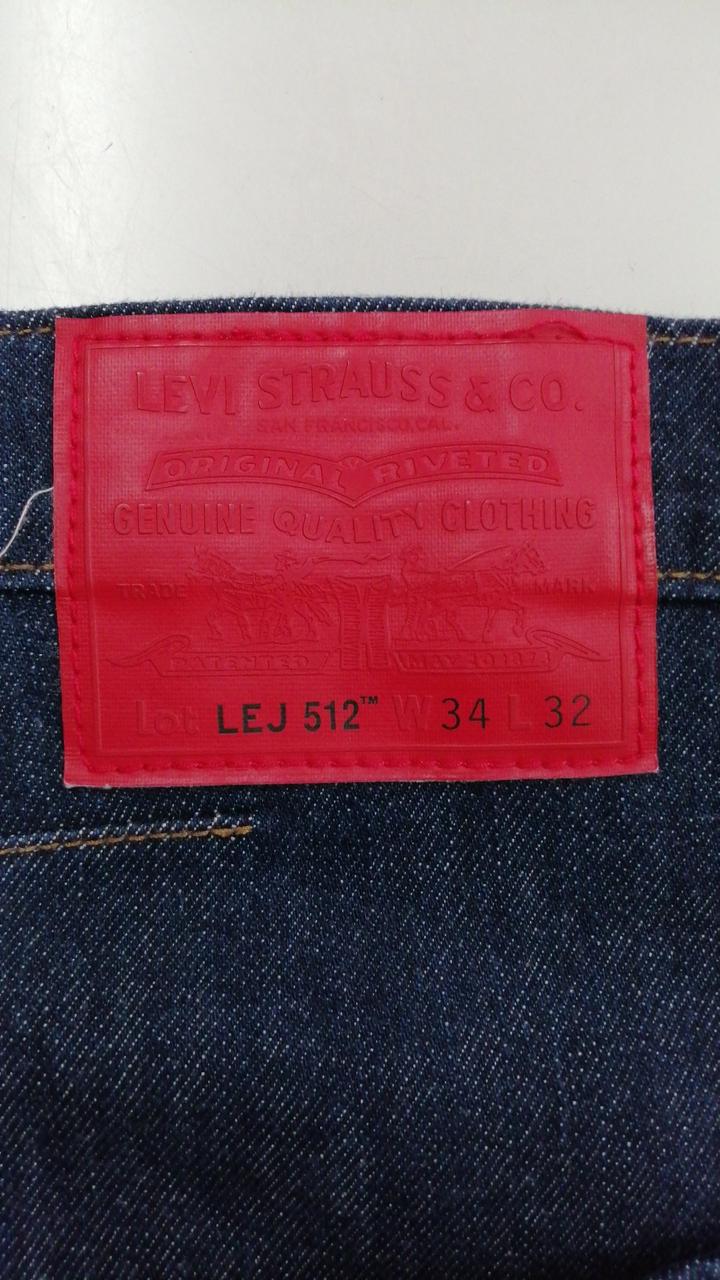 LEVI STRAUSS & CO.
SAN FRANCISCO, CAL.
ORIGINAL RIVETED
GENUINE QUALITY CLOTHING
TRADE MARK
PATENTED MAY 20 1873
Lot LEJ 512™ W 34 L 32